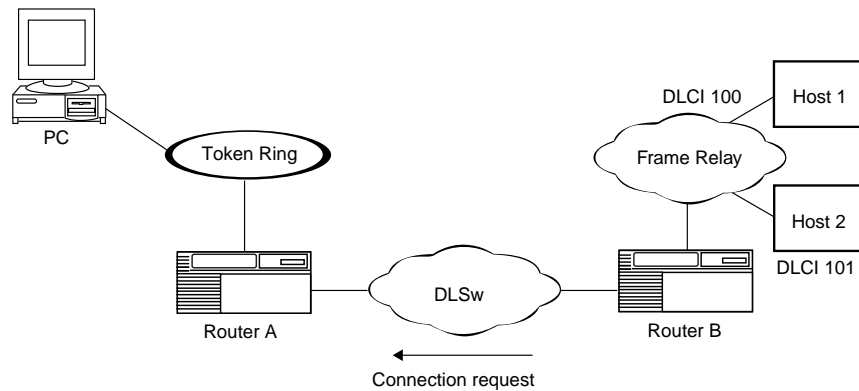 DLCI 100
Host 1
PC
Token Ring
Frame Relay
Host 2
DLSw
DLCI 101
Router A
Router B
Connection request